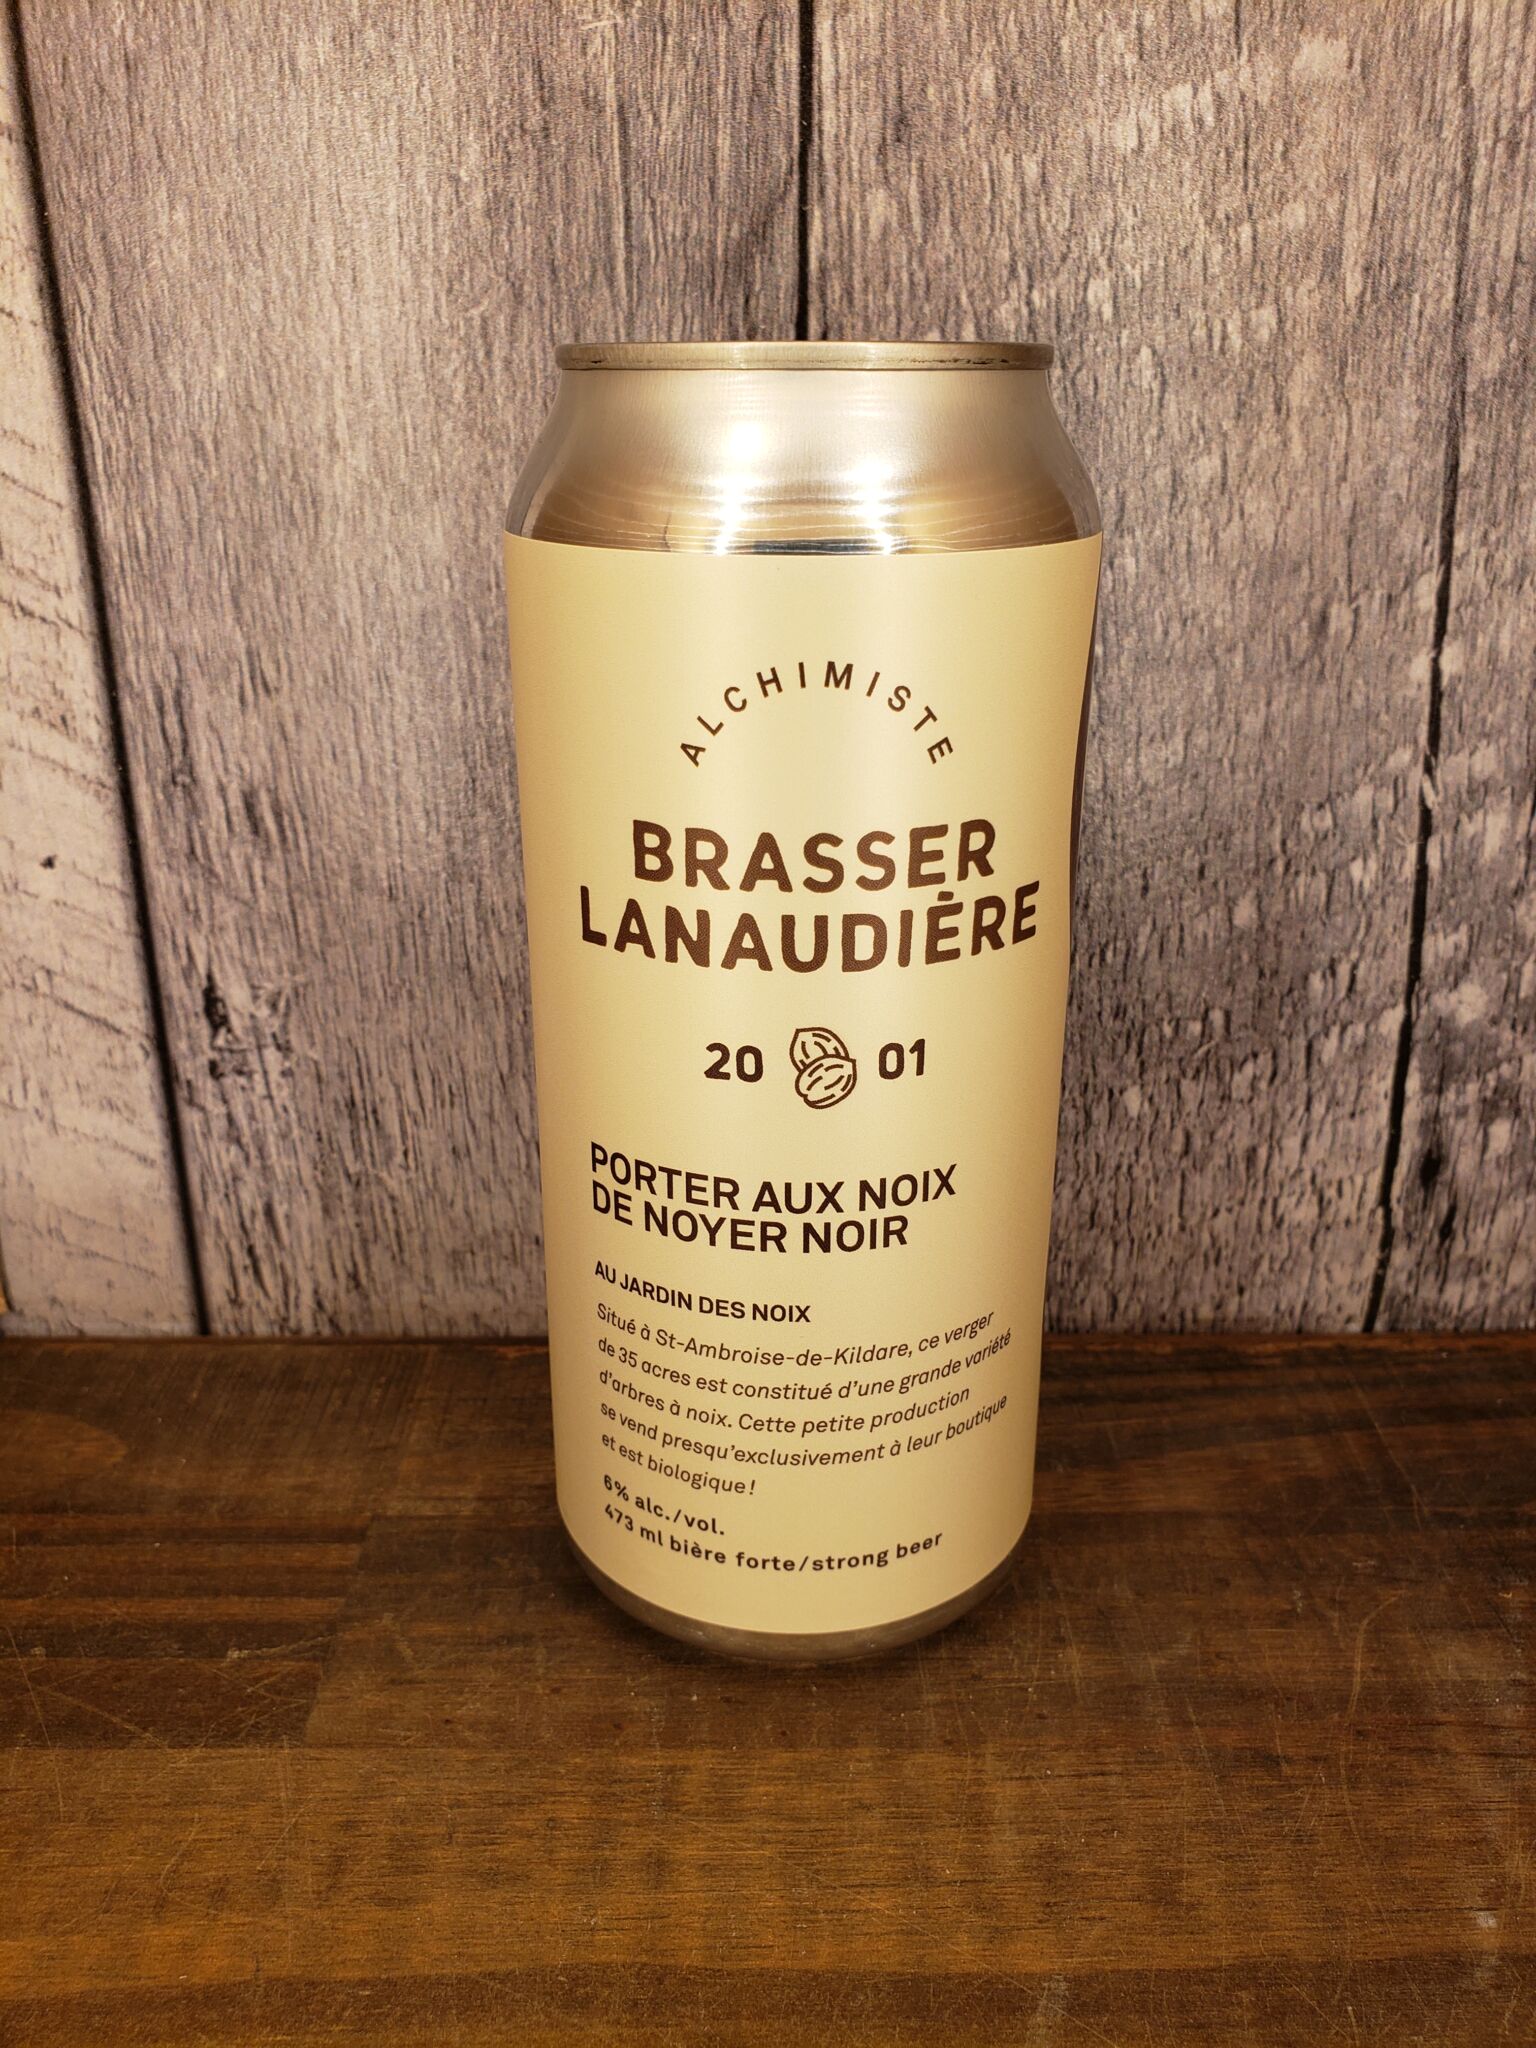 ALCHIMISTE
BRASSER
LANAUDIÈRE
20 01
PORTER AUX NOIX
DE NOYER NOIR
AU JARDIN DES NOIX
Situé à St-Ambroise-de-Kildare, ce verger
de 35 acres est constitué d'une grande variété
d'arbres à noix. Cette petite production
se vend presqu'exclusivement à leur boutique
et est biologique !
6% alc./vol.
473 ml bière forte/strong beer